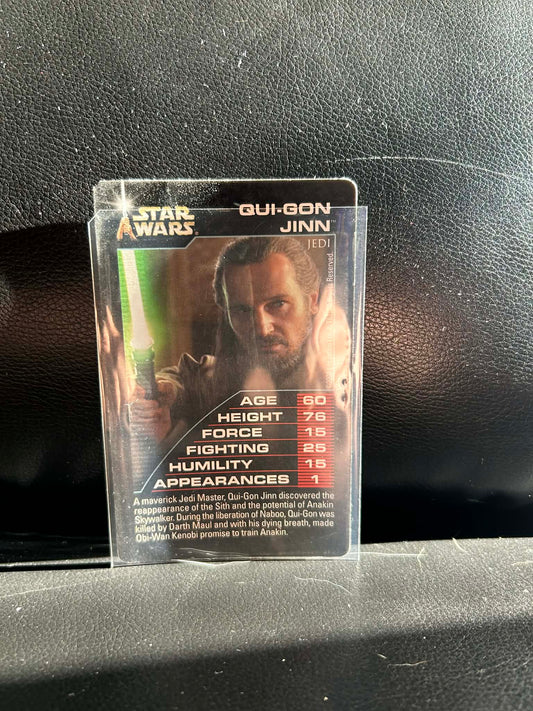 STAR
WARS
QUI-GON
JINN™
JEDI
Reserved.
AGE 60
HEIGHT 76
FORCE 15
FIGHTING 25
HUMILITY 15
APPEARANCES 1
A maverick Jedi Master, Qui-Gon Jinn discovered the
reappearance of the Sith and the potential of Anakin
Skywalker. During the liberation of Naboo, Qui-Gon was
killed by Darth Maul and with his dying breath, made
Obi-Wan Kenobi promise to train Anakin.